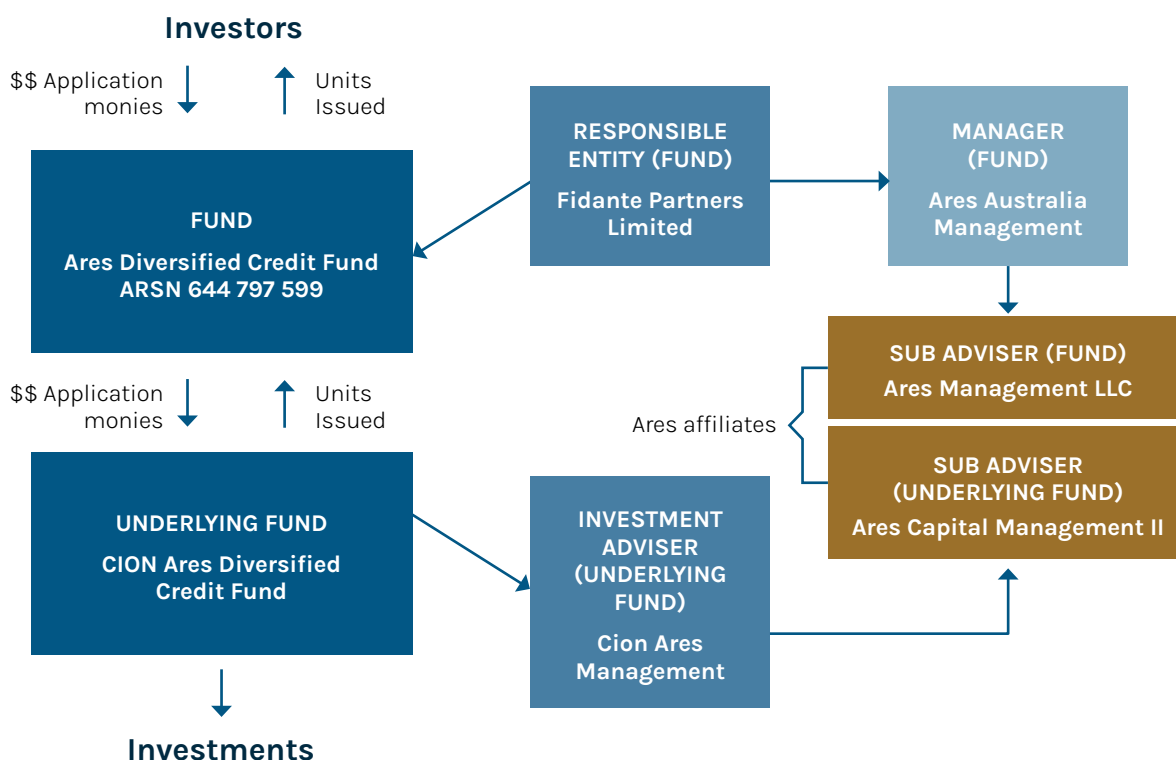 Investors
$$ Application
monies
Units
Issued
FUND
Ares Diversified Credit Fund
ARSN 644 797 599
RESPONSIBLE
ENTITY (FUND)
Fidante Partners
Limited
MANAGER
(FUND)
Ares Australia
Management
SUB ADVISER (FUND)
Ares Management LLC
Ares affiliates
SUB ADVISER
(UNDERLYING FUND)
Ares Capital Management II
$$ Application
monies
Units
Issued
UNDERLYING FUND
CION Ares Diversified
Credit Fund
INVESTMENT
ADVISER
(UNDERLYING
FUND)
Cion Ares
Management
Investments